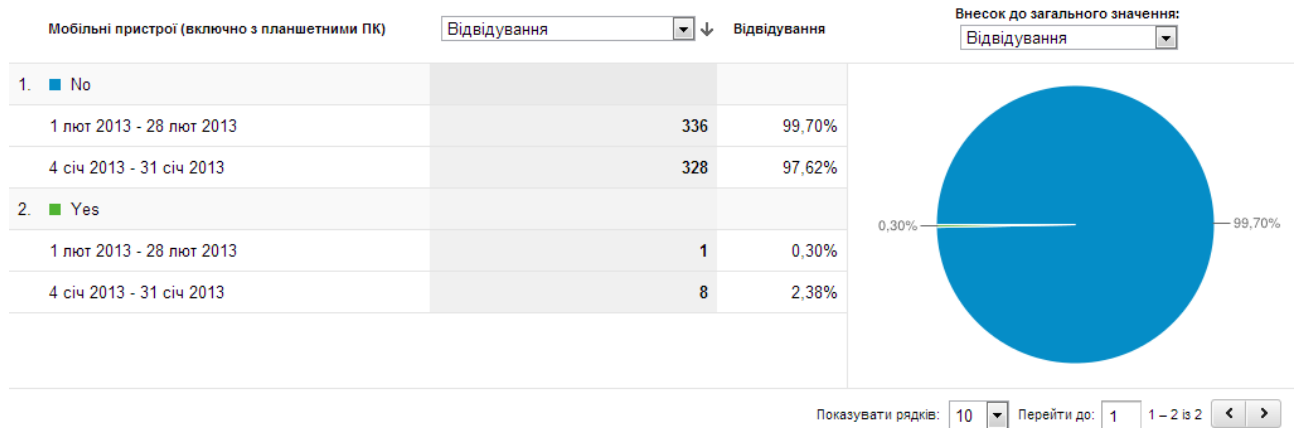 Мобільні пристрої (включно з планшетними ПК) Відвідування Відвідування Внесок до загального значення:
Відвідування
1. No
1 лют 2013 - 28 лют 2013 336 99,70%
4 січ 2013 - 31 січ 2013 328 97,62%
2. Yes
1 лют 2013 - 28 лют 2013 1 0,30%
4 січ 2013 - 31 січ 2013 8 2,38%
0,30% 99,70%
Показувати рядків: 10 Перейти до: 1 1 – 2 із 2